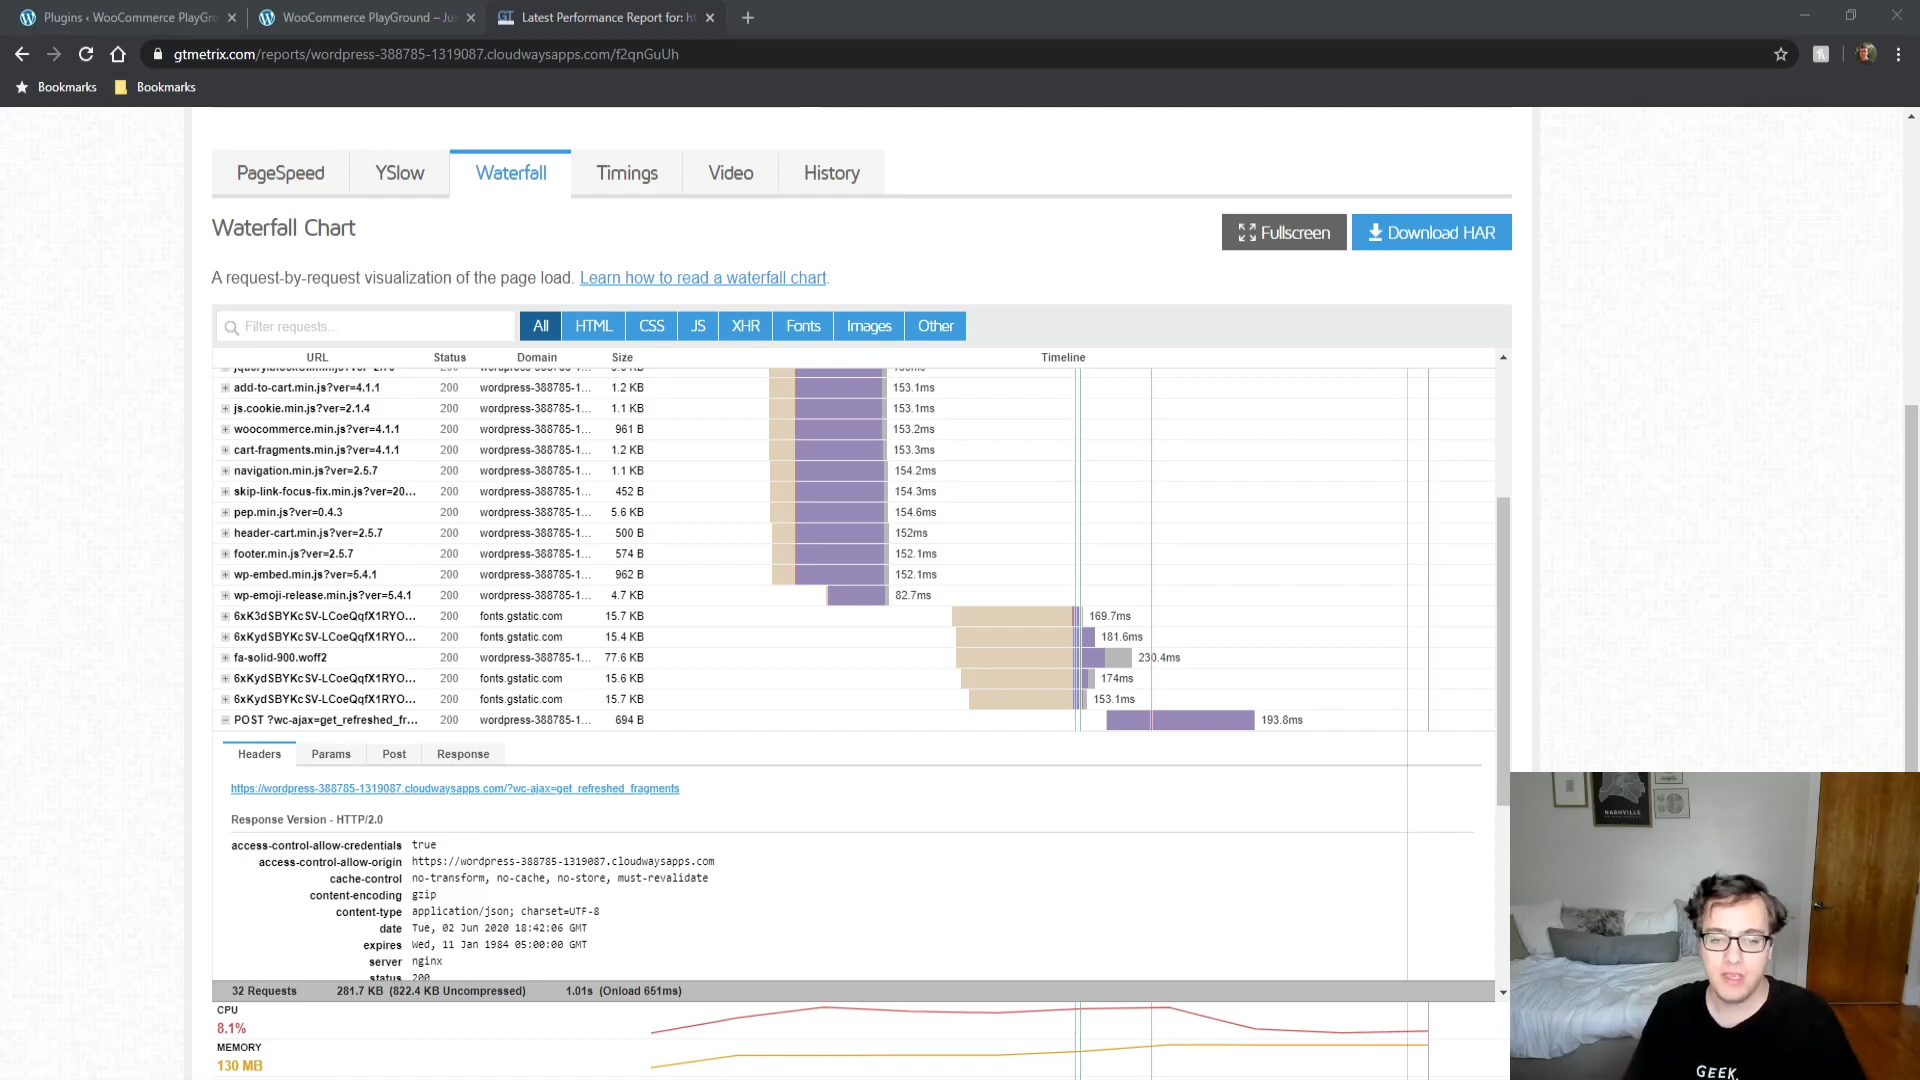 Plugins ‹ WooCommerce PlayGro
WooCommerce PlayGround – Jus
Latest Performance Report for: ht
gtmetrix.com/reports/wordpress-388785-1319087.cloudwaysapps.com/f2qnGuUh
Bookmarks
Bookmarks
PageSpeed
YSlow
Waterfall
Timings
Video
History
Waterfall Chart
Fullscreen
Download HAR
A request-by-request visualization of the page load. Learn how to read a waterfall chart.
Filter requests...
All
HTML
CSS
JS
XHR
Fonts
Images
Other
URL Status Domain Size Timeline
add-to-cart.min.js?ver=4.1.1 200 wordpress-388785-1... 1.2 KB 153.1ms
js.cookie.min.js?ver=2.1.4 200 wordpress-388785-1... 1.1 KB 153.1ms
woocommerce.min.js?ver=4.1.1 200 wordpress-388785-1... 961 B 153.2ms
cart-fragments.min.js?ver=4.1.1 200 wordpress-388785-1... 1.2 KB 153.3ms
navigation.min.js?ver=2.5.7 200 wordpress-388785-1... 1.1 KB 154.2ms
skip-link-focus-fix.min.js?ver=20... 200 wordpress-388785-1... 452 B 154.3ms
pep.min.js?ver=0.4.3 200 wordpress-388785-1... 5.6 KB 154.6ms
header-cart.min.js?ver=2.5.7 200 wordpress-388785-1... 500 B 152ms
footer.min.js?ver=2.5.7 200 wordpress-388785-1... 574 B 152.1ms
wp-embed.min.js?ver=5.4.1 200 wordpress-388785-1... 962 B 152.1ms
wp-emoji-release.min.js?ver=5.4.1 200 wordpress-388785-1... 4.7 KB 82.7ms
6xK3dSBYKcSV-LCoeQqfX1RYO... 200 fonts.gstatic.com 15.7 KB 169.7ms
6xKydSBYKcSV-LCoeQqfX1RYO... 200 fonts.gstatic.com 15.4 KB 181.6ms
fa-solid-900.woff2 200 wordpress-388785-1... 77.6 KB 230.4ms
6xKydSBYKcSV-LCoeQqfX1RYO... 200 fonts.gstatic.com 15.6 KB 174ms
6xKydSBYKcSV-LCoeQqfX1RYO... 200 fonts.gstatic.com 15.7 KB 153.1ms
POST ?wc-ajax=get_refreshed_fr... 200 wordpress-388785-1... 694 B 193.8ms
Headers
Params
Post
Response
https://wordpress-388785-1319087.cloudwaysapps.com/?wc-ajax=get_refreshed_fragments
Response Version - HTTP/2.0
access-control-allow-credentials true
access-control-allow-origin https://wordpress-388785-1319087.cloudwaysapps.com
cache-control no-transform, no-cache, no-store, must-revalidate
content-encoding gzip
content-type application/json; charset=UTF-8
date Tue, 02 Jun 2020 18:42:06 GMT
expires Wed, 11 Jan 1984 05:00:00 GMT
server nginx
status 200
32 Requests 281.7 KB (822.4 KB Uncompressed) 1.01s (Onload 651ms)
CPU
8.1%
MEMORY
130 MB
NASHVILLE
GEEK.